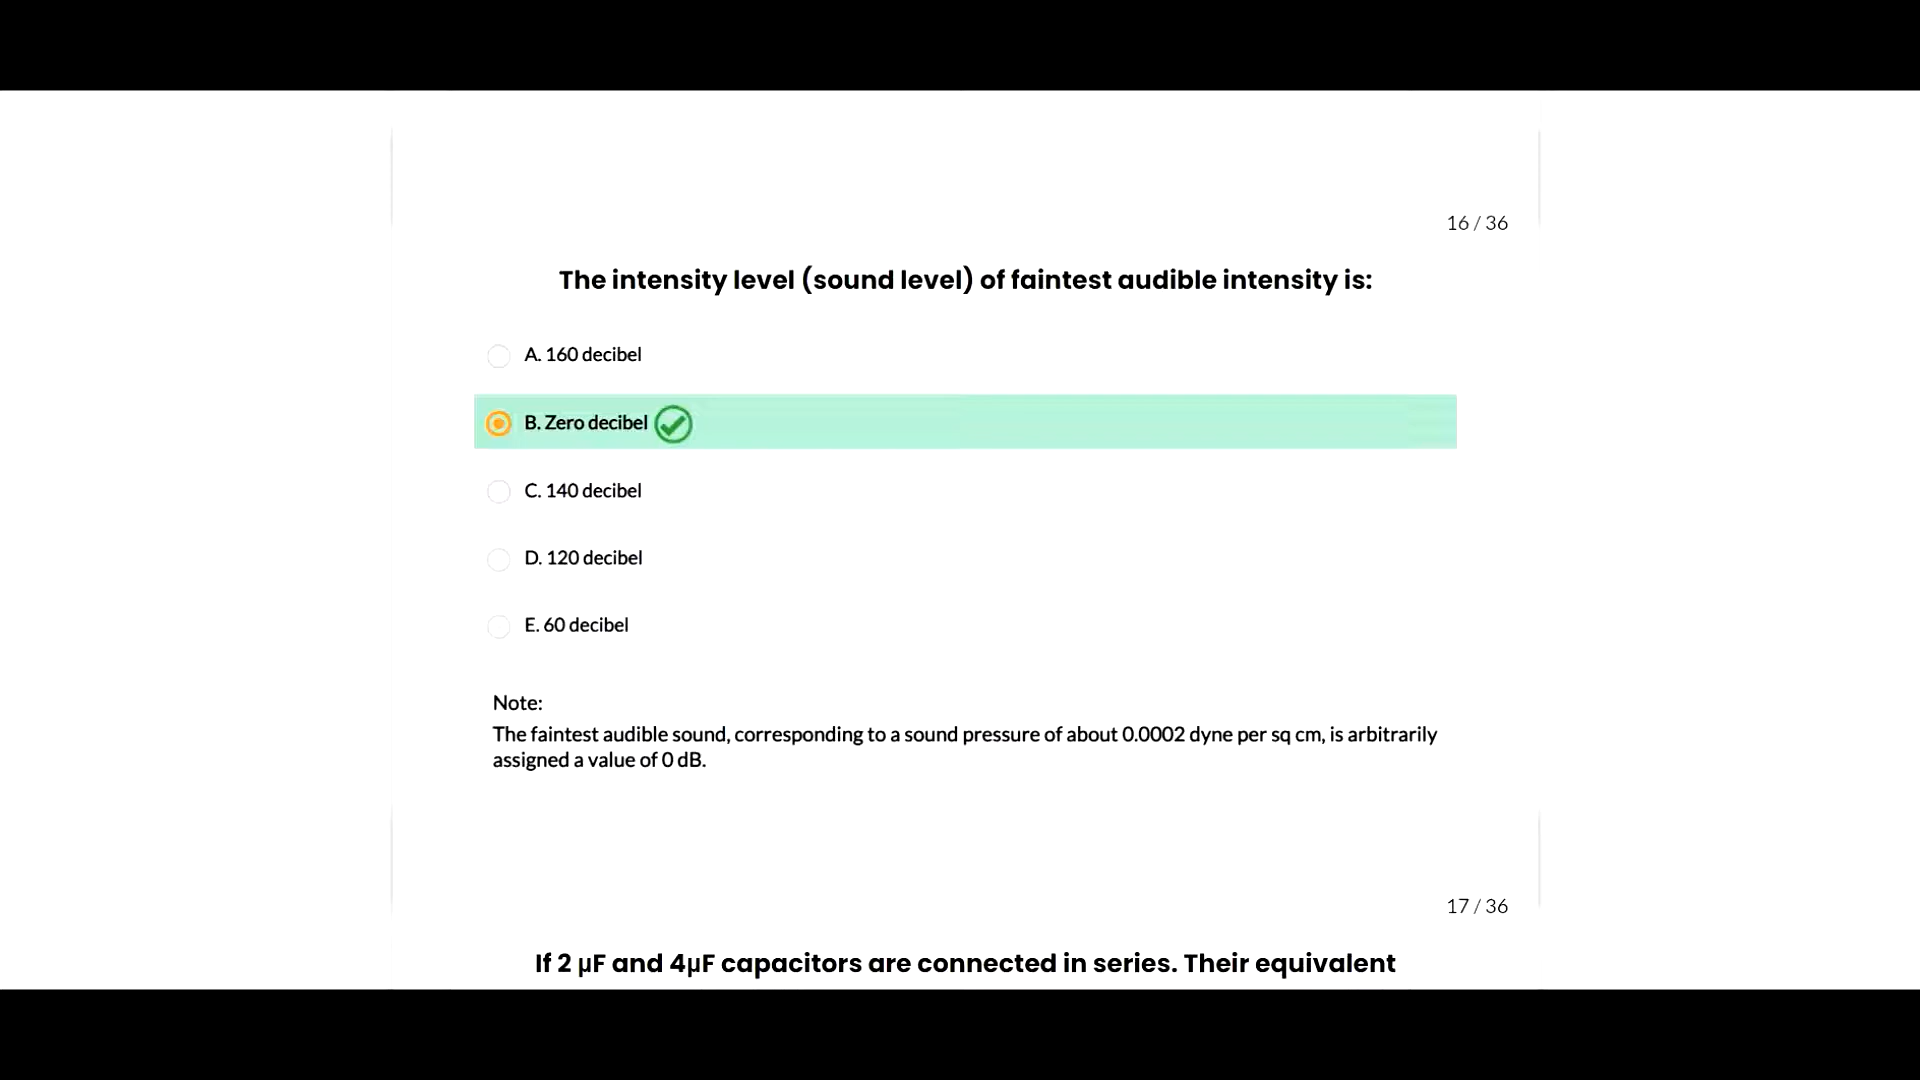 16 / 36
The intensity level (sound level) of faintest audible intensity is:
A. 160 decibel
B. Zero decibel
C. 140 decibel
D. 120 decibel
E. 60 decibel
Note:
The faintest audible sound, corresponding to a sound pressure of about 0.0002 dyne per sq cm, is arbitrarily
assigned a value of 0 dB.
17 / 36
If 2 μF and 4μF capacitors are connected in series. Their equivalent